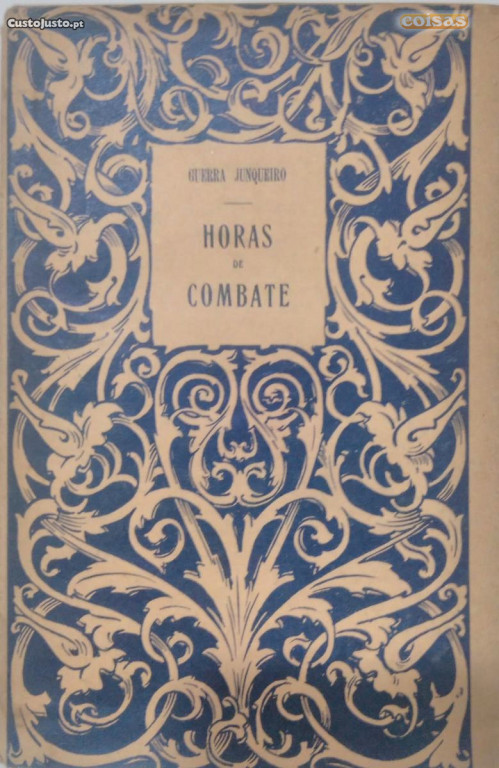 CustoJusto.pt
coisas
GUERRA JUNQUEIRO
HORAS
DE
COMBATE